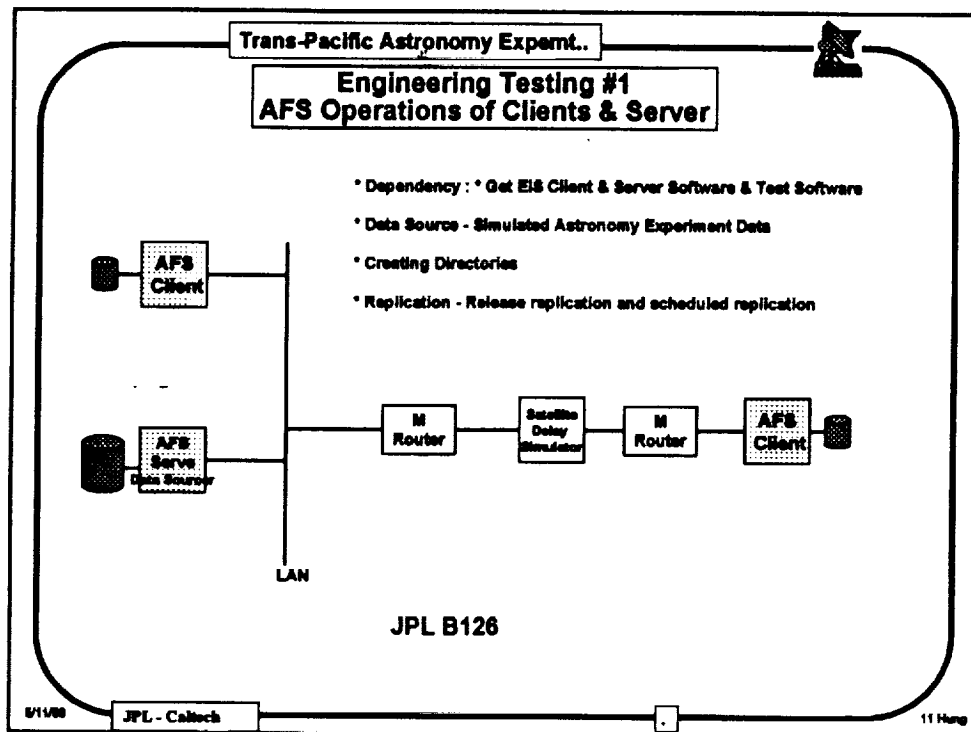 Trans-Pacific Astronomy Expemt..
Engineering Testing #1
AFS Operations of Clients & Server
* Dependency : * Get EIS Client & Server Software & Test Software
* Data Source - Simulated Astronomy Experiment Data
* Creating Directories
* Replication - Release replication and scheduled replication
AFS
Client
AFS
Serve
Data Sourcer
LAN
M
Router
Satellite
Delay
Simulator
M
Router
AFS
Client
JPL B126
JPL - Caltech
11 Hung